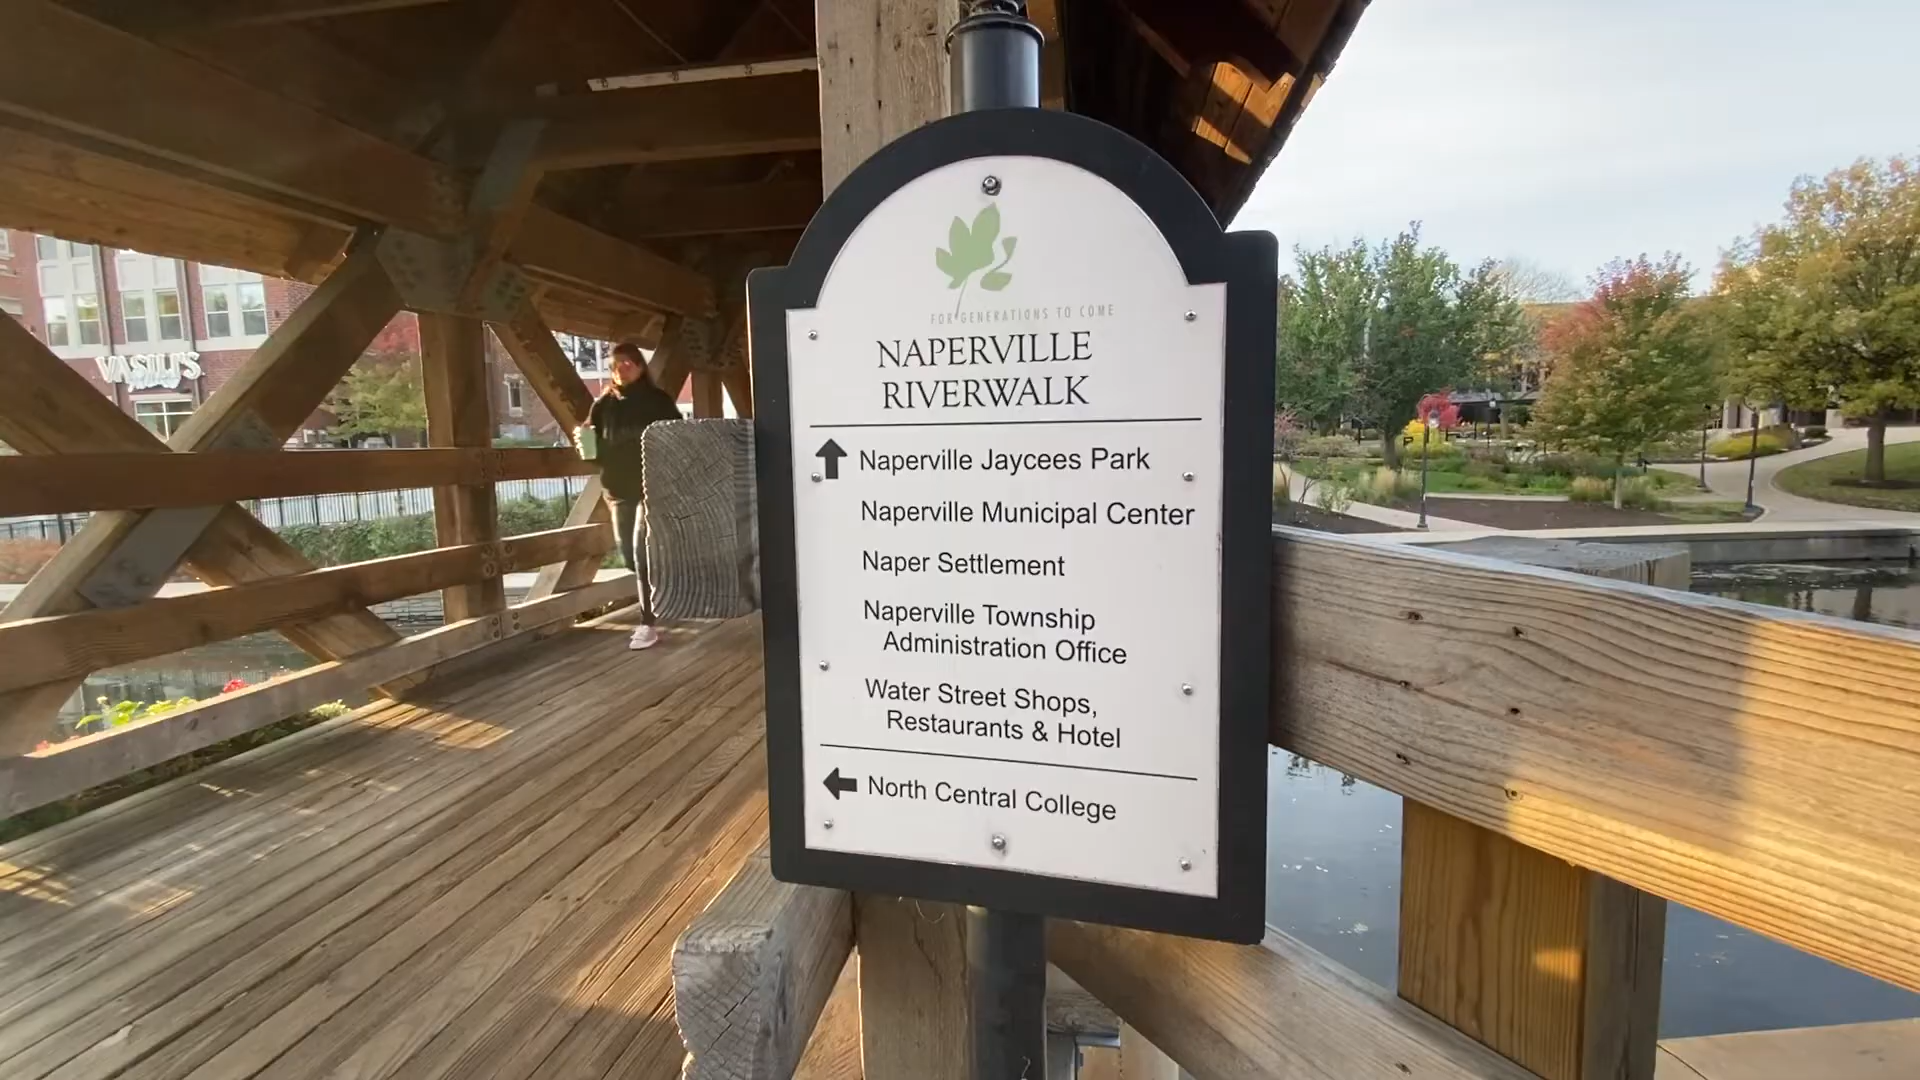 VASILI'S
FOR GENERATIONS TO COME
NAPERVILLE
RIVERWALK
Naperville Jaycees Park
Naperville Municipal Center
Naper Settlement
Naperville Township
Administration Office
Water Street Shops,
Restaurants & Hotel
North Central College